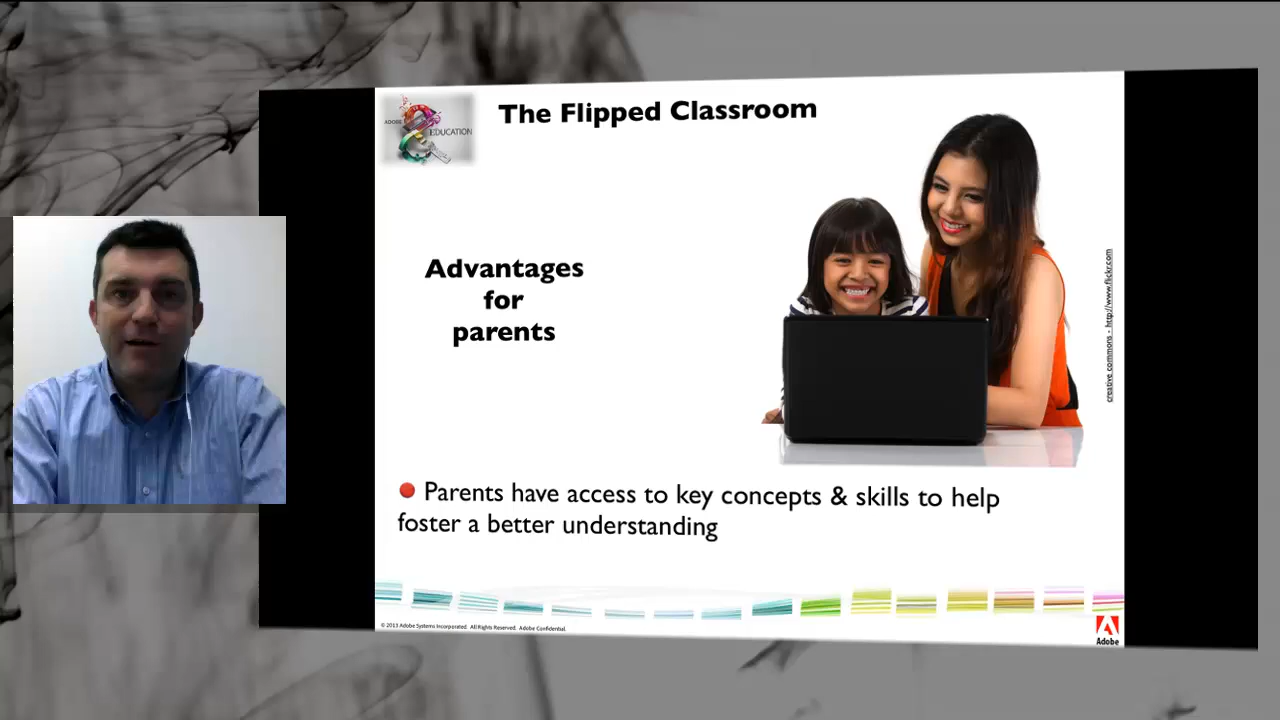 The Flipped Classroom
ADOBE
EDUCATION
Advantages
for
parents
creative commons - http://www.flickr.com
Parents have access to key concepts & skills to help
foster a better understanding
© 2013 Adobe Systems Incorporated. All Rights Reserved. Adobe Confidential.
Adobe